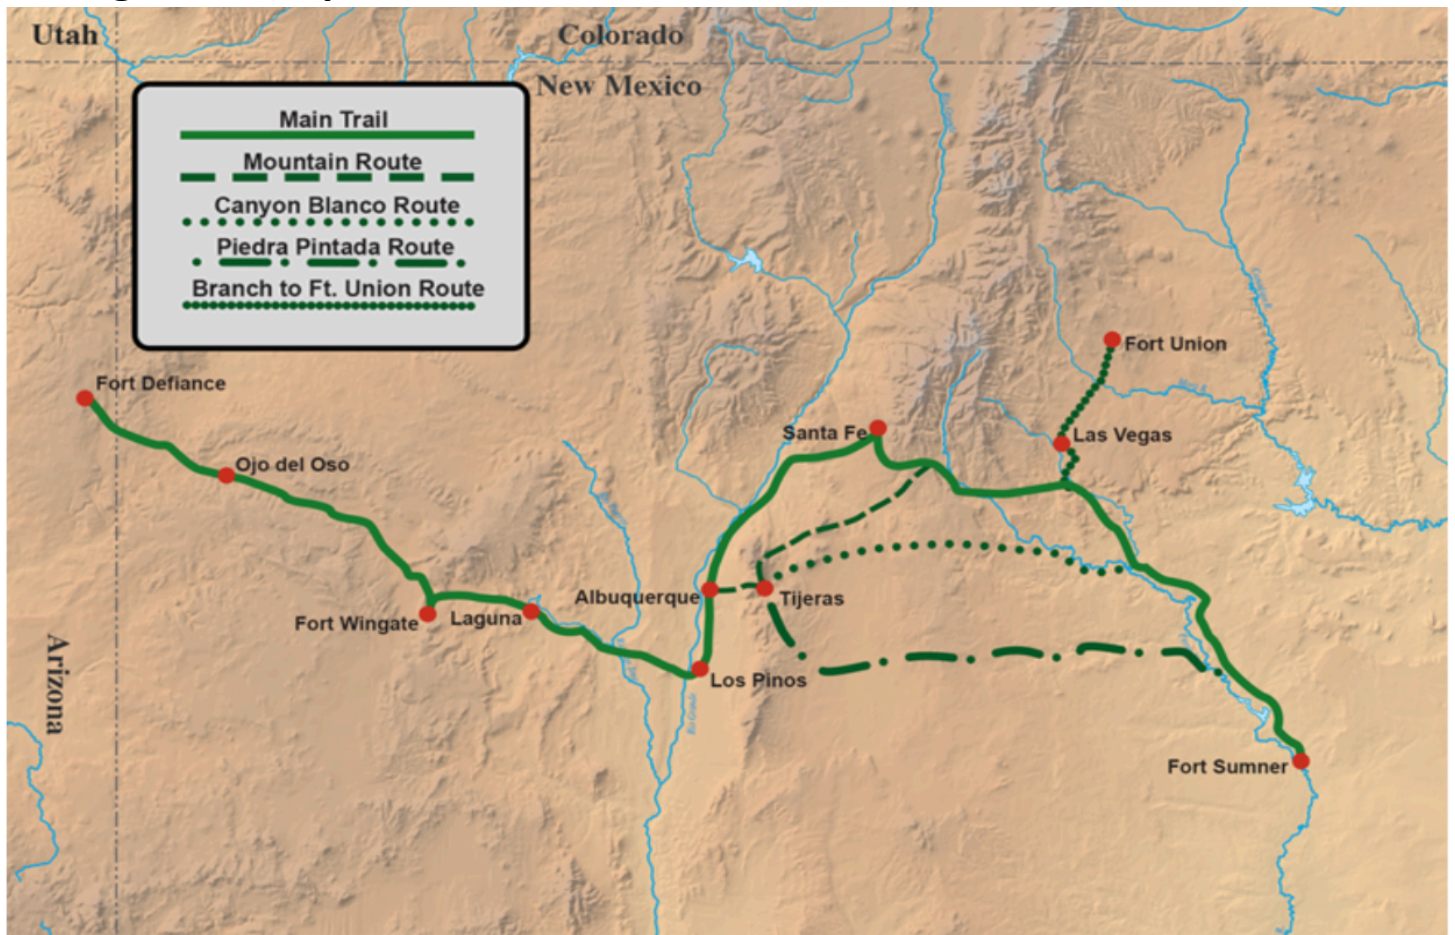 Utah
Colorado
New Mexico
Main Trail
Mountain Route
Canyon Blanco Route
Piedra Pintada Route
Branch to Ft. Union Route
Fort Defiance
Fort Union
Santa Fe
Las Vegas
Ojo del Oso
Albuquerque
Tijeras
Fort Wingate
Laguna
Los Pinos
Arizona
Rio Grande
Fort Sumner